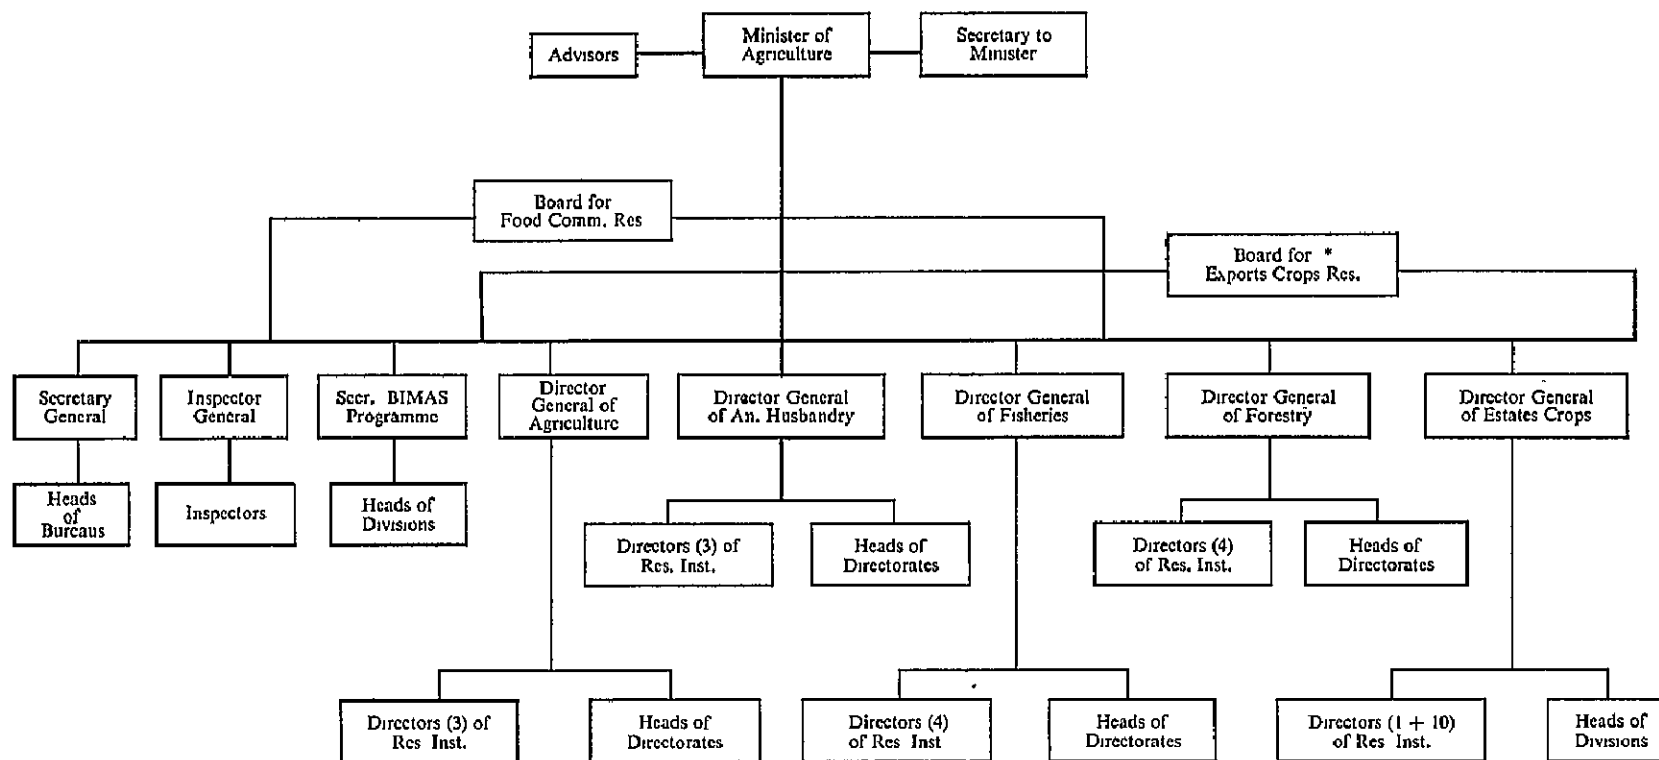 Minister of
Agriculture
Advisors
Secretary to
Minister
Board for
Food Comm. Res
Board for *
Exports Crops Res.
Secretary
General
Inspector
General
Secr. BIMAS
Programme
Director
General of
Agriculture
Director General
of An. Husbandry
Director General
of Fisheries
Director General
of Forestry
Director General
of Estates Crops
Heads
of
Bureaus
Inspectors
Heads of
Divisions
Directors (3) of
Res. Inst.
Heads of
Directorates
Directors (4)
of Res. Inst.
Heads of
Directorates
Directors (3) of
Res Inst.
Heads of
Directorates
Directors (4)
of Res Inst
Heads of
Directorates
Directors (1 + 10)
of Res Inst.
Heads of
Divisions